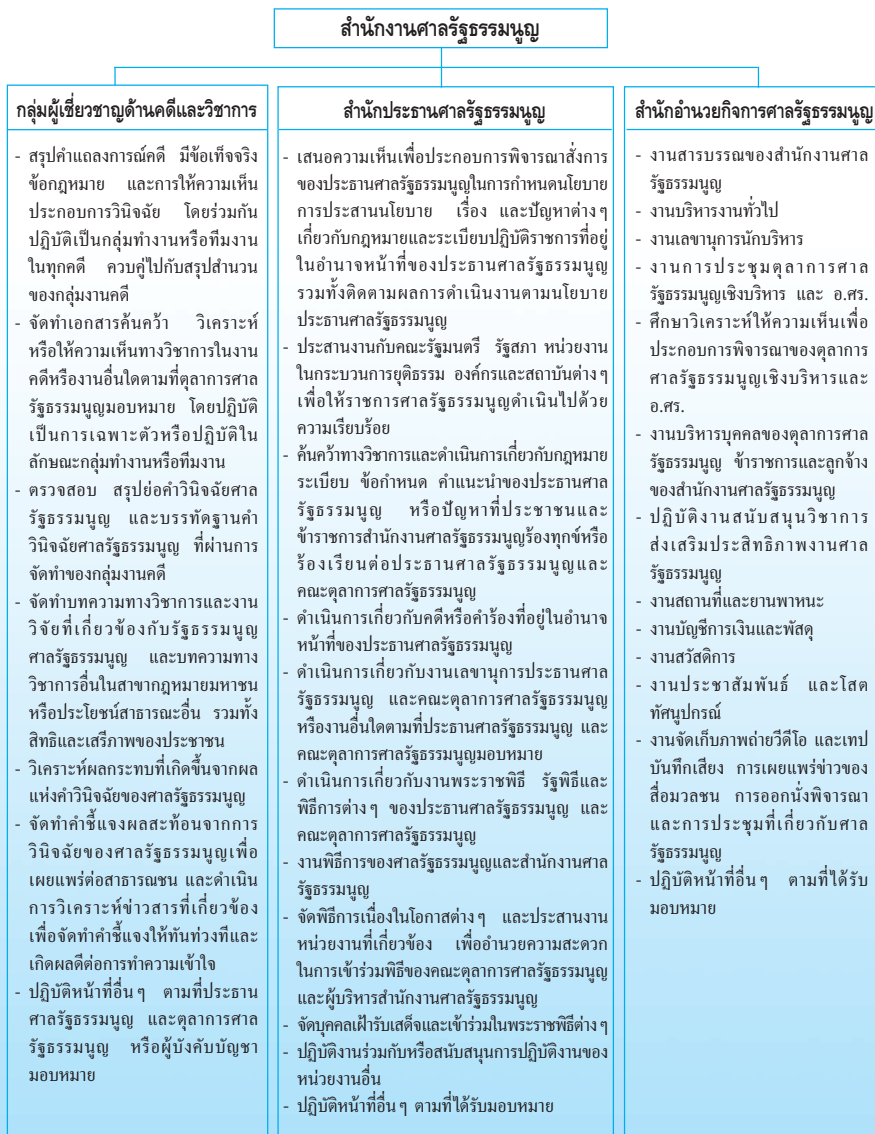 สำนักงานศาลรัฐธรรมนูญ
กลุ่มผู้เชี่ยวชาญด้านคดีและวิชาการ
- สรุปคำแถลงการณ์คดี มีข้อเท็จจริง
ข้อกฎหมาย และการให้ความเห็น
ประกอบการวินิจฉัย โดยร่วมกัน
ปฏิบัติเป็นกลุ่มทำงานหรือทีมงาน
ในทุกคดี ควบคู่ไปกับสรุปสำนวน
ของกลุ่มงานคดี
- จัดทำเอกสารค้นคว้า วิเคราะห์
หรือให้ความเห็นทางวิชาการในงาน
คดีหรืองานอื่นใดตามที่ตุลาการศาล
รัฐธรรมนูญมอบหมาย โดยปฏิบัติ
เป็นการเฉพาะตัวหรือปฏิบัติใน
ลักษณะกลุ่มทำงานหรือทีมงาน
- ตรวจสอบ สรุปย่อคำวินิจฉัยศาล
รัฐธรรมนูญ และบรรทัดฐานคำ
วินิจฉัยศาลรัฐธรรมนูญ ที่ผ่านการ
จัดทำของกลุ่มงานคดี
- จัดทำบทความทางวิชาการและงาน
วิจัยที่เกี่ยวข้องกับรัฐธรรมนูญ
ศาลรัฐธรรมนูญ และบทความทาง
วิชาการอื่นในสาขากฎหมายมหาชน
หรือประโยชน์สาธารณะอื่น รวมทั้ง
สิทธิและเสรีภาพของประชาชน
- วิเคราะห์ผลกระทบที่เกิดขึ้นจากผล
แห่งคำวินิจฉัยของศาลรัฐธรรมนูญ
- จัดทำคำชี้แจงผลสะท้อนจากการ
วินิจฉัยของศาลรัฐธรรมนูญเพื่อ
เผยแพร่ต่อสาธารณชน และดำเนิน
การวิเคราะห์ข่าวสารที่เกี่ยวข้อง
เพื่อจัดทำคำชี้แจงให้ทันท่วงทีและ
เกิดผลดีต่อการทำความเข้าใจ
- ปฏิบัติหน้าที่อื่นๆ ตามที่ประธาน
ศาลรัฐธรรมนูญ และตุลาการศาล
รัฐธรรมนูญ หรือผู้บังคับบัญชา
มอบหมาย
สำนักประธานศาลรัฐธรรมนูญ
- เสนอความเห็นเพื่อประกอบการพิจารณาสั่งการ
ของประธานศาลรัฐธรรมนูญในการกำหนดนโยบาย
การประสานนโยบาย เรื่อง และปัญหาต่างๆ
เกี่ยวกับกฎหมายและระเบียบปฏิบัติราชการที่อยู่
ในอำนาจหน้าที่ของประธานศาลรัฐธรรมนูญ
รวมทั้งติดตามผลการดำเนินงานตามนโยบาย
ประธานศาลรัฐธรรมนูญ
- ประสานงานกับคณะรัฐมนตรี รัฐสภา หน่วยงาน
ในกระบวนการยุติธรรม องค์กรและสถาบันต่างๆ
เพื่อให้ราชการศาลรัฐธรรมนูญดำเนินไปด้วย
ความเรียบร้อย
- ค้นคว้าทางวิชาการและดำเนินการเกี่ยวกับกฎหมาย
ระเบียบ ข้อกำหนด คำแนะนำของประธานศาล
รัฐธรรมนูญ หรือปัญหาที่ประชาชนและ
ข้าราชการสำนักงานศาลรัฐธรรมนูญร้องทุกข์หรือ
ร้องเรียนต่อประธานศาลรัฐธรรมนูญและ
คณะตุลาการศาลรัฐธรรมนูญ
- ดำเนินการเกี่ยวกับคดีหรือคำร้องที่อยู่ในอำนาจ
หน้าที่ของประธานศาลรัฐธรรมนูญ
- ดำเนินการเกี่ยวกับงานเลขานุการประธานศาล
รัฐธรรมนูญ และคณะตุลาการศาลรัฐธรรมนูญ
หรืองานอื่นใดตามที่ประธานศาลรัฐธรรมนูญ และ
คณะตุลาการศาลรัฐธรรมนูญมอบหมาย
- ดำเนินการเกี่ยวกับงานพระราชพิธี รัฐพิธีและ
พิธีการต่างๆ ของประธานศาลรัฐธรรมนูญ และ
คณะตุลาการศาลรัฐธรรมนูญ
- งานพิธีการของศาลรัฐธรรมนูญและสำนักงานศาล
รัฐธรรมนูญ
- จัดพิธีการเนื่องในโอกาสต่างๆ และประสานงาน
หน่วยงานที่เกี่ยวข้อง เพื่ออำนวยความสะดวก
ในการเข้าร่วมพิธีของคณะตุลาการศาลรัฐธรรมนูญ
และผู้บริหารสำนักงานศาลรัฐธรรมนูญ
- จัดบุคคลเฝ้ารับเสด็จและเข้าร่วมในพระราชพิธีต่างๆ
- ปฏิบัติงานร่วมกับหรือสนับสนุนการปฏิบัติงานของ
หน่วยงานอื่น
- ปฏิบัติหน้าที่อื่นๆ ตามที่ได้รับมอบหมาย
สำนักอำนวยกิจการศาลรัฐธรรมนูญ
- งานสารบรรณของสำนักงานศาล
รัฐธรรมนูญ
- งานบริหารงานทั่วไป
- งานเลขานุการนักบริหาร
- งานการประชุมตุลาการศาล
รัฐธรรมนูญเชิงบริหาร และ อ.ศร.
- ศึกษาวิเคราะห์ให้ความเห็นเพื่อ
ประกอบการพิจารณาของตุลาการ
ศาลรัฐธรรมนูญเชิงบริหารและ
อ.ศร.
- งานบริหารบุคคลของตุลาการศาล
รัฐธรรมนูญ ข้าราชการและลูกจ้าง
ของสำนักงานศาลรัฐธรรมนูญ
- ปฏิบัติงานสนับสนุนวิชาการ
ส่งเสริมประสิทธิภาพงานศาล
รัฐธรรมนูญ
- งานสถานที่และยานพาหนะ
- งานบัญชีการเงินและพัสดุ
- งานสวัสดิการ
- งานประชาสัมพันธ์ และโสต
ทัศนูปกรณ์
- งานจัดเก็บภาพถ่ายวีดีโอ และเทป
บันทึกเสียง การเผยแพร่ข่าวของ
สื่อมวลชน การออกนั่งพิจารณา
และการประชุมที่เกี่ยวกับศาล
รัฐธรรมนูญ
- ปฏิบัติหน้าที่อื่นๆ ตามที่ได้รับ
มอบหมาย